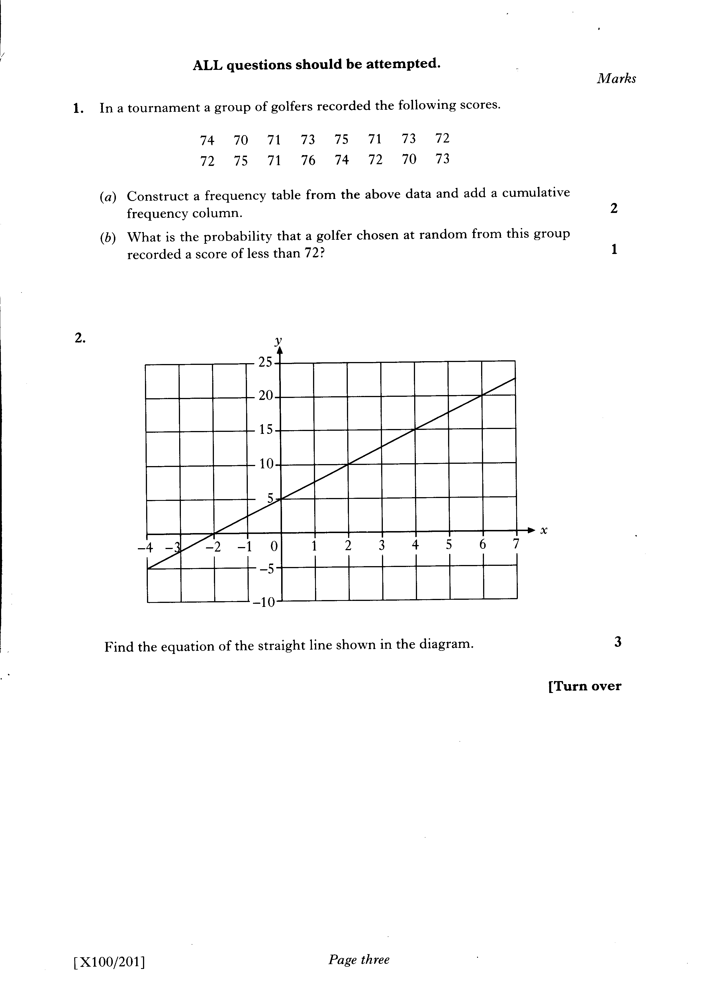 ALL questions should be attempted.
Marks
1. In a tournament a group of golfers recorded the following scores.
74 70 71 73 75 71 73 72
72 75 71 76 74 72 70 73
(a) Construct a frequency table from the above data and add a cumulative
frequency column. 2
(b) What is the probability that a golfer chosen at random from this group
recorded a score of less than 72? 1
2.
y
25
20
15
10
5
x
–4 –3 –2 –1 0 1 2 3 4 5 6 7
–5
–10
Find the equation of the straight line shown in the diagram. 3
[Turn over
[X100/201] Page three